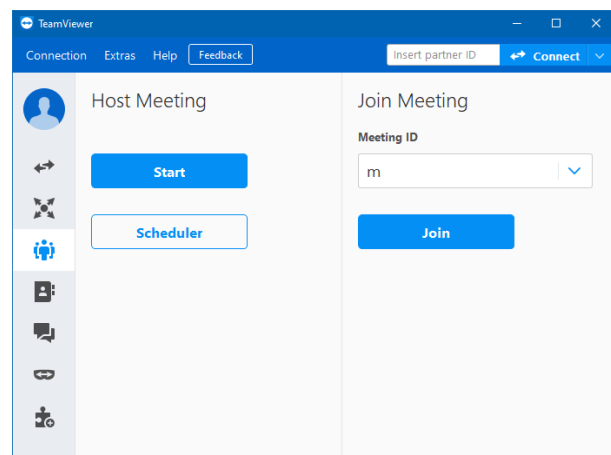 TeamViewer
Connection Extras Help Feedback Insert partner ID Connect
Host Meeting
Join Meeting
Meeting ID
Start
m
Scheduler
Join